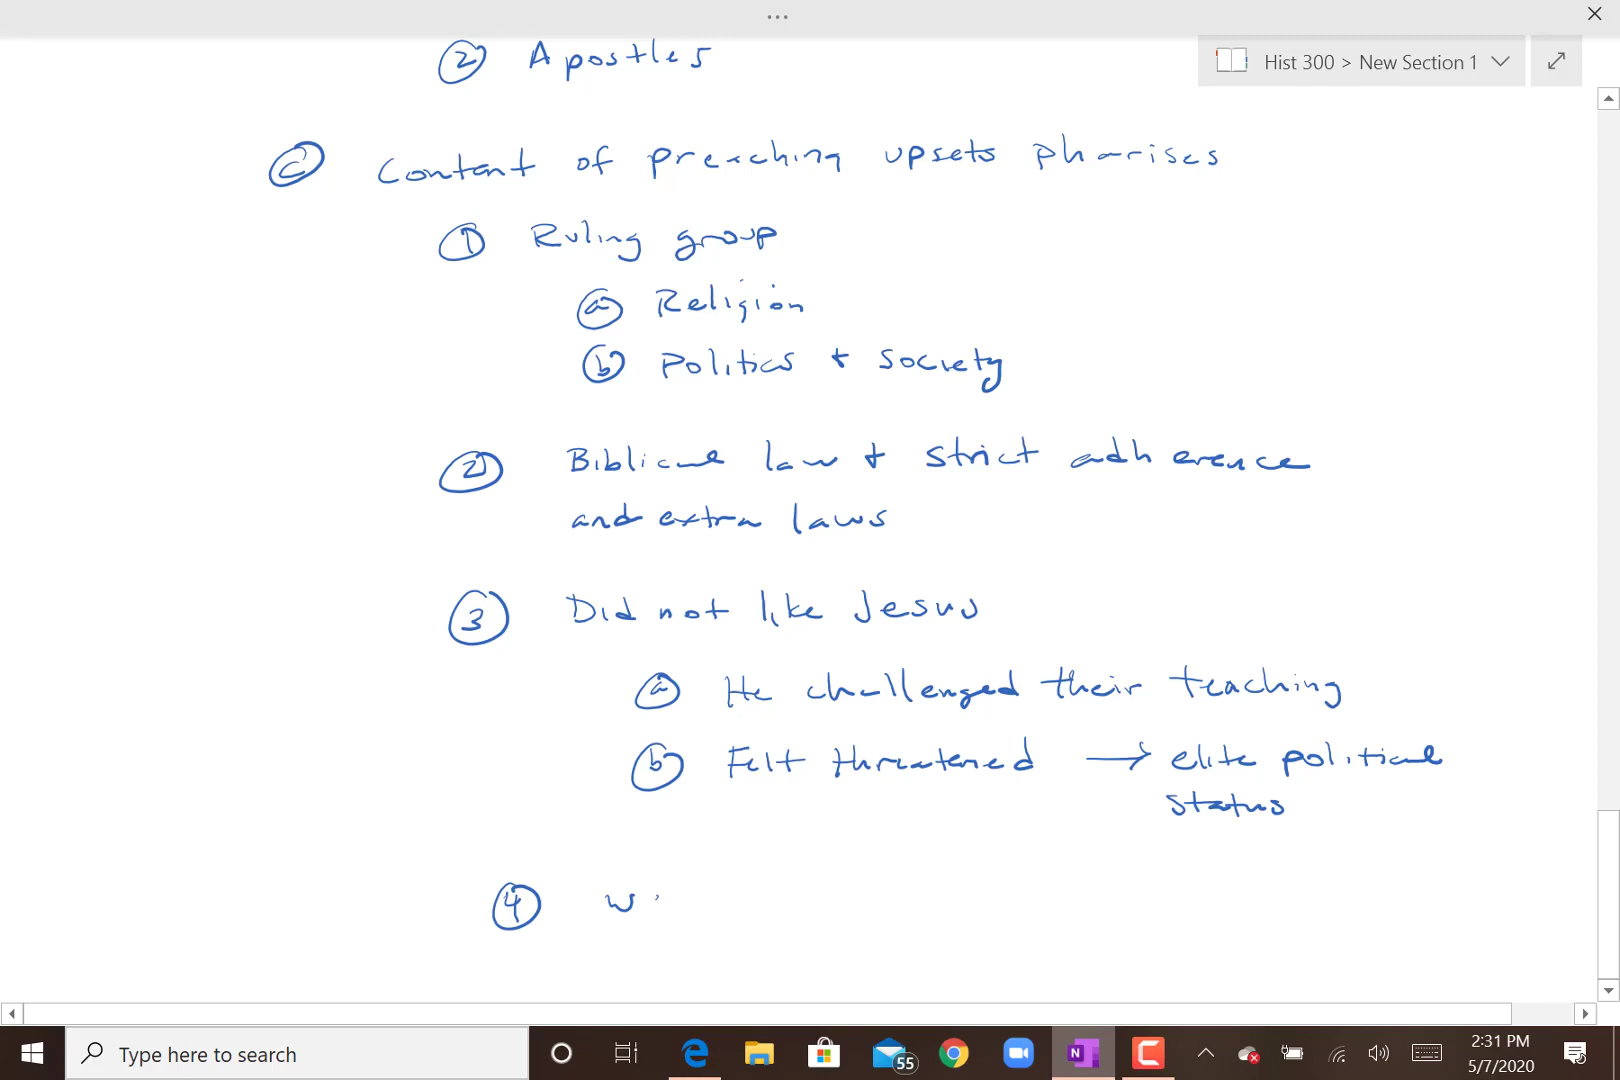 ② Apostles
Hist 300 > New Section 1
Ⓒ Content of preaching upsets pharises
① Ruling group
ⓐ Religion
ⓑ Politics + society
② Biblical law + strict adherence
and extra laws
③ Did not like Jesus
ⓐ He challenged their teaching
ⓑ Felt threatened → elite political
status
④ w
Type here to search
55
2:31 PM
5/7/2020